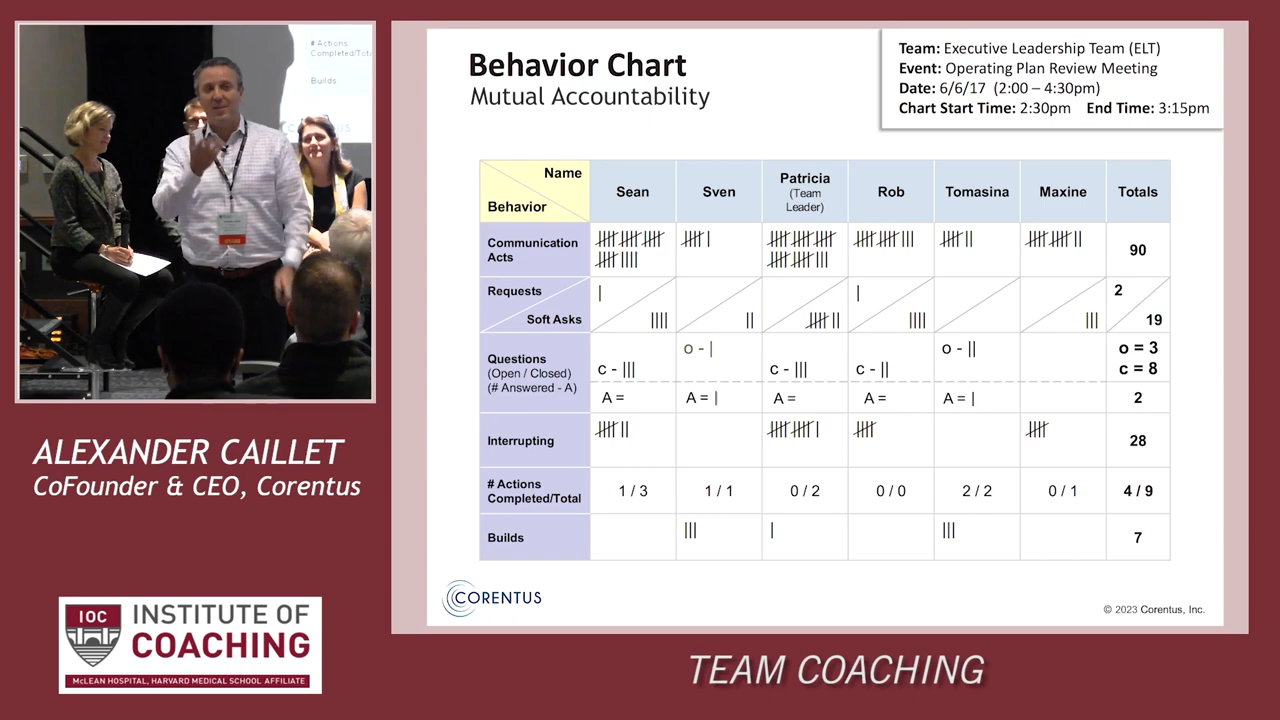 # Actions
Completed/Tot
Builds
Behavior Chart
Mutual Accountability
Team: Executive Leadership Team (ELT)
Event: Operating Plan Review Meeting
Date: 6/6/17 (2:00 – 4:30pm)
Chart Start Time: 2:30pm End Time: 3:15pm
Name
Behavior
Sean
Sven
Patricia
(Team
Leader)
Rob
Tomasina
Maxine
Totals
Communication
Acts
90
Requests
Soft Asks
2
19
Questions
(Open / Closed)
(# Answered - A)
c - |||
A =
o - |
A = |
c - |||
A =
c - ||
A =
o - ||
A = |
o = 3
c = 8
2
Interrupting
28
# Actions
Completed/Total
1 / 3
1 / 1
0 / 2
0 / 0
2 / 2
0 / 1
4 / 9
Builds
|||
|
|||
7
CORENTUS
© 2023 Corentus, Inc.
ALEXANDER CAILLET
CoFounder & CEO, Corentus
IOC
INSTITUTE OF
COACHING
McLEAN HOSPITAL, HARVARD MEDICAL SCHOOL AFFILIATE
TEAM COACHING